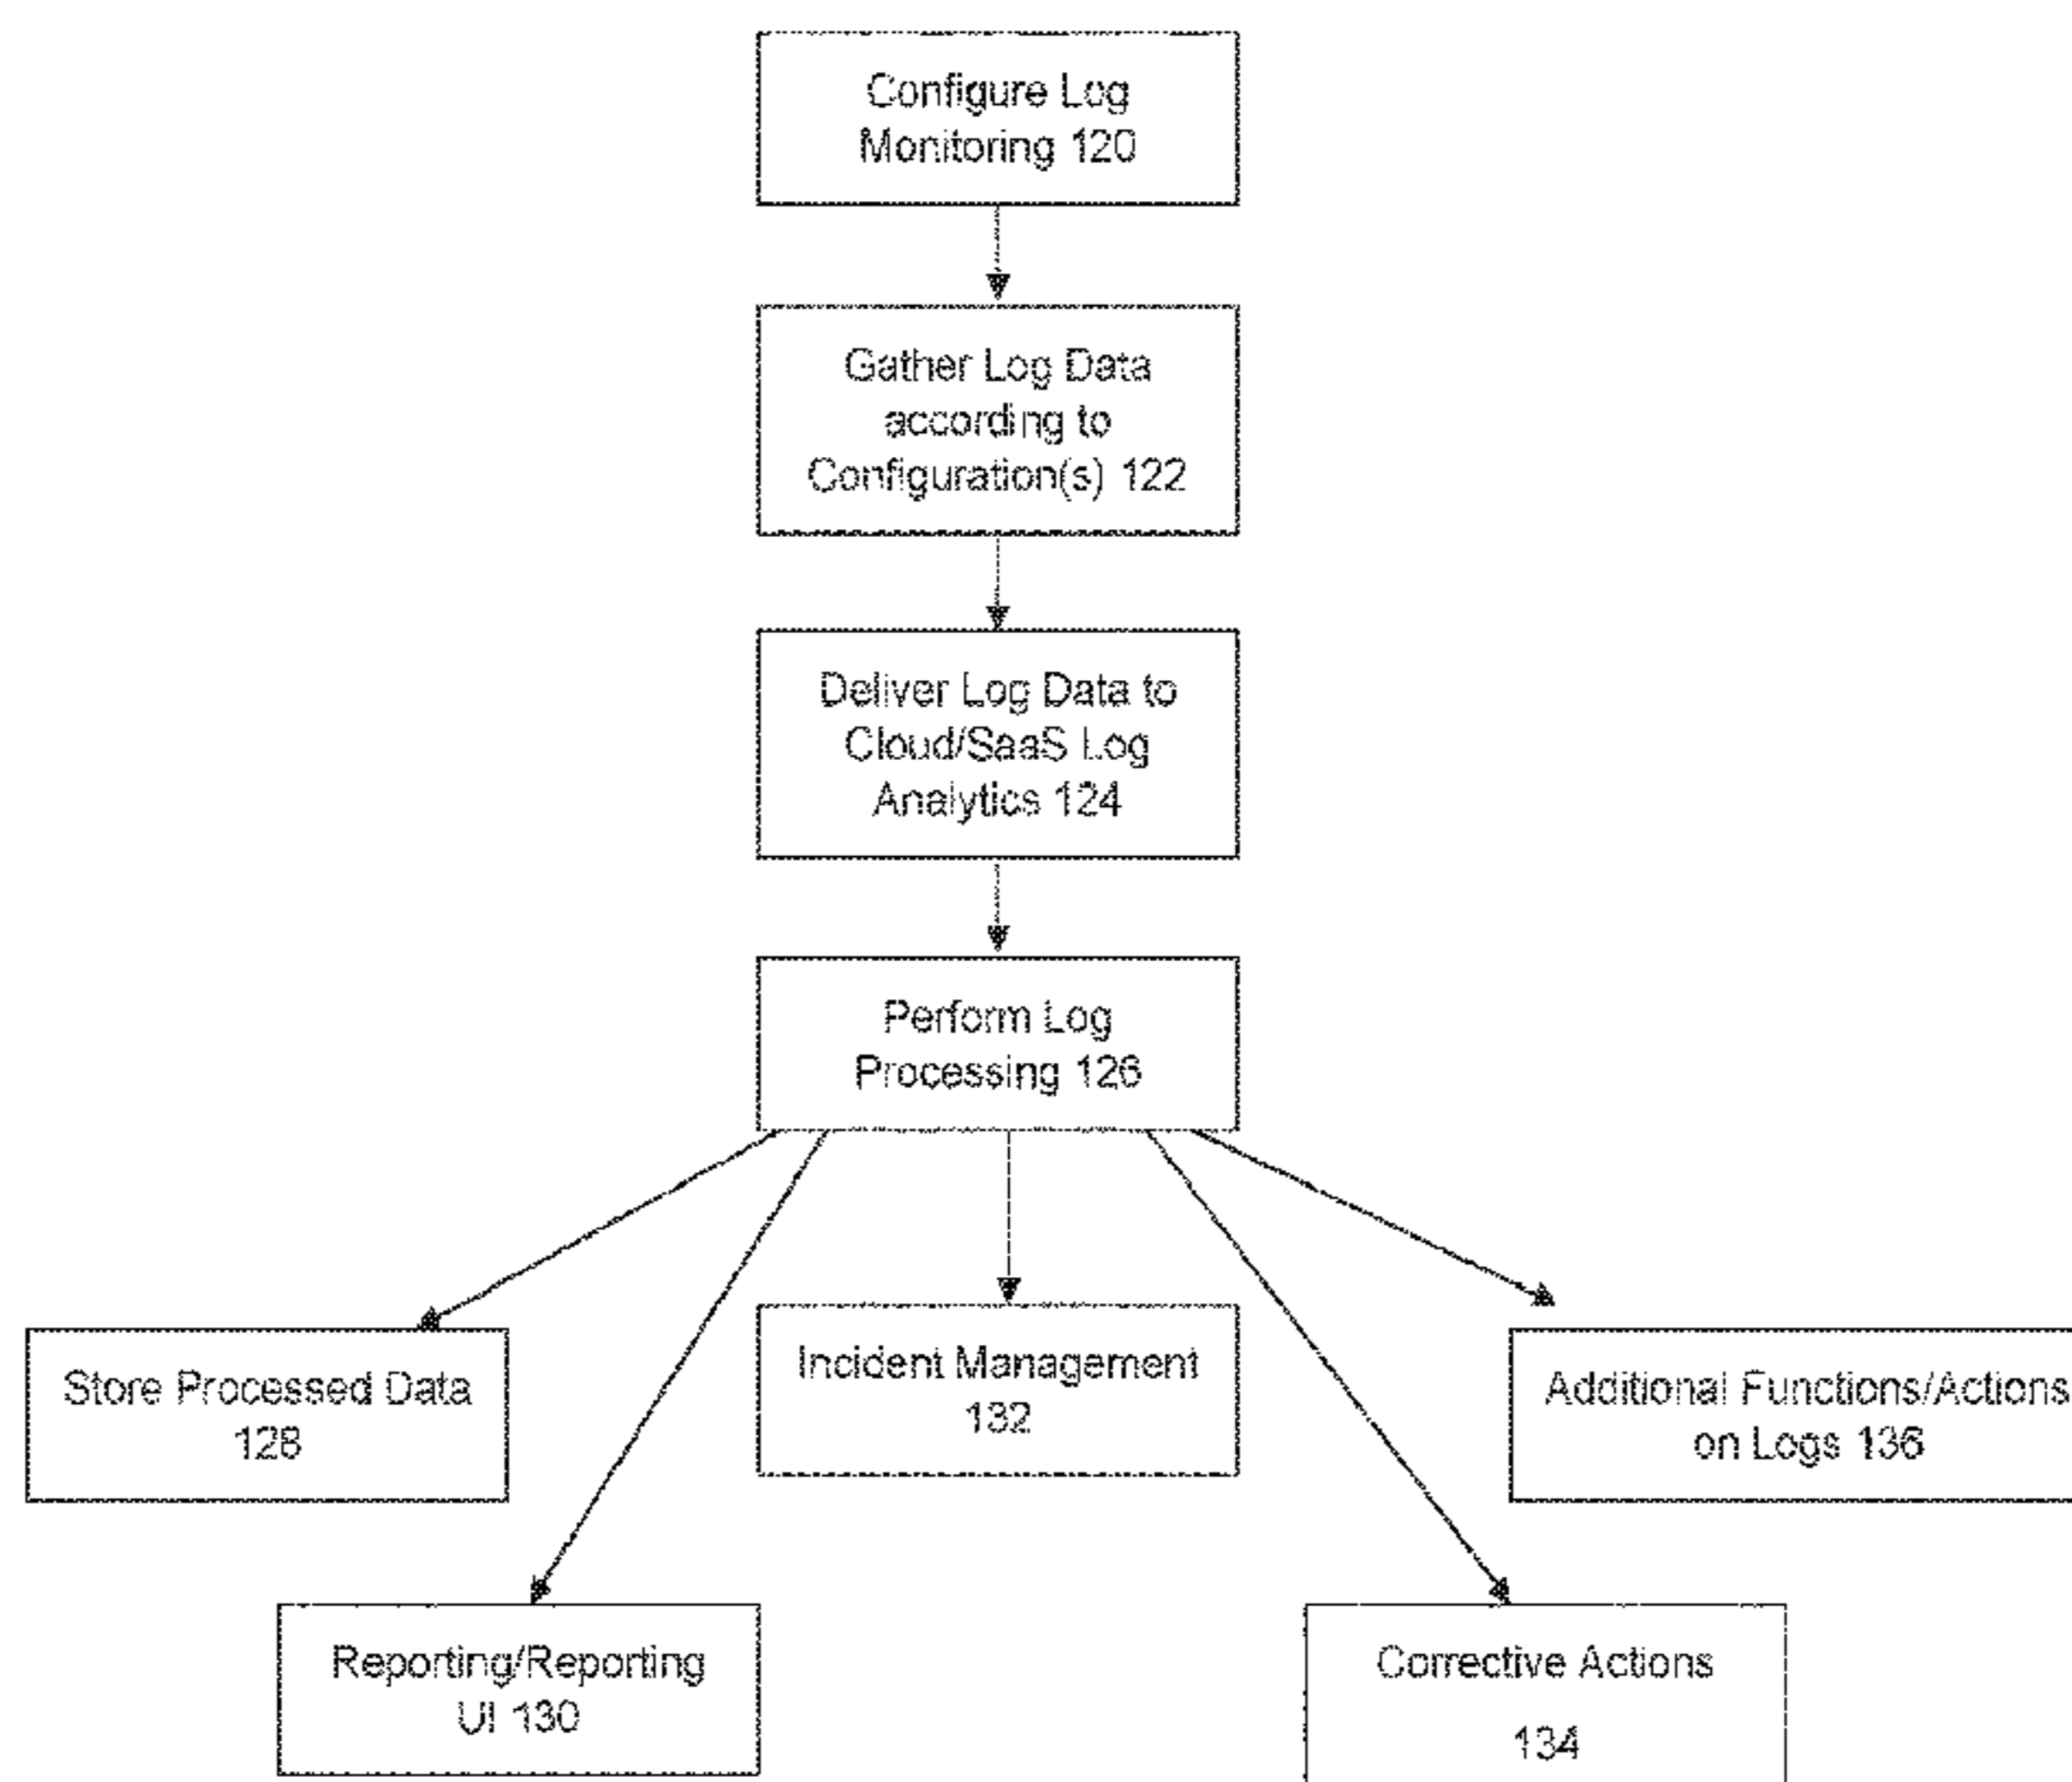 Configure Log
Monitoring 120
Gather Log Data
according to
Configuration(s) 122
Deliver Log Data to
Cloud/SaaS Log
Analytics 124
Perform Log
Processing 126
Store Processed Data
128
Incident Management
132
Additional Functions/Actions
on Logs 136
Reporting/Reporting
UI 130
Corrective Actions
134